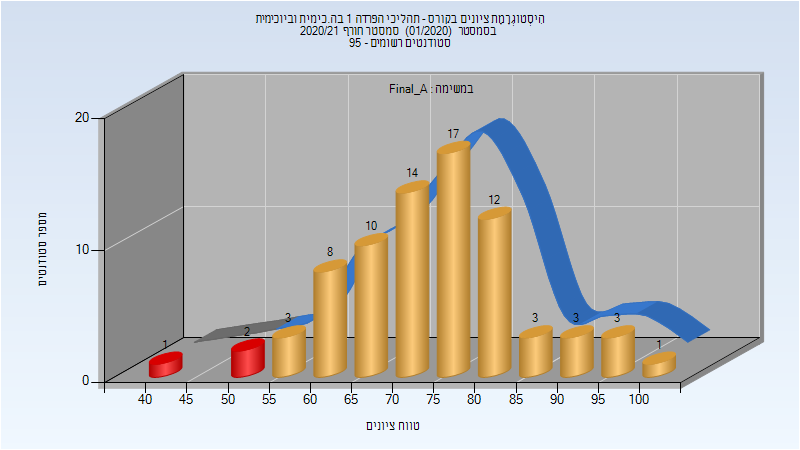 היסטוגרמת ציונים בקורס - תהליכי הפרדה 1 בה.כימית וביוכימית
בסמסטר (01/2020) סמסטר חורף 2020/21
סטודנטים רשומים - 95
במשימה : Final_A
20
10
0
מספר סטודנטים
1
2
3
8
10
14
17
12
3
3
3
1
40 45 50 55 60 65 70 75 80 85 90 95 100
טווח ציונים